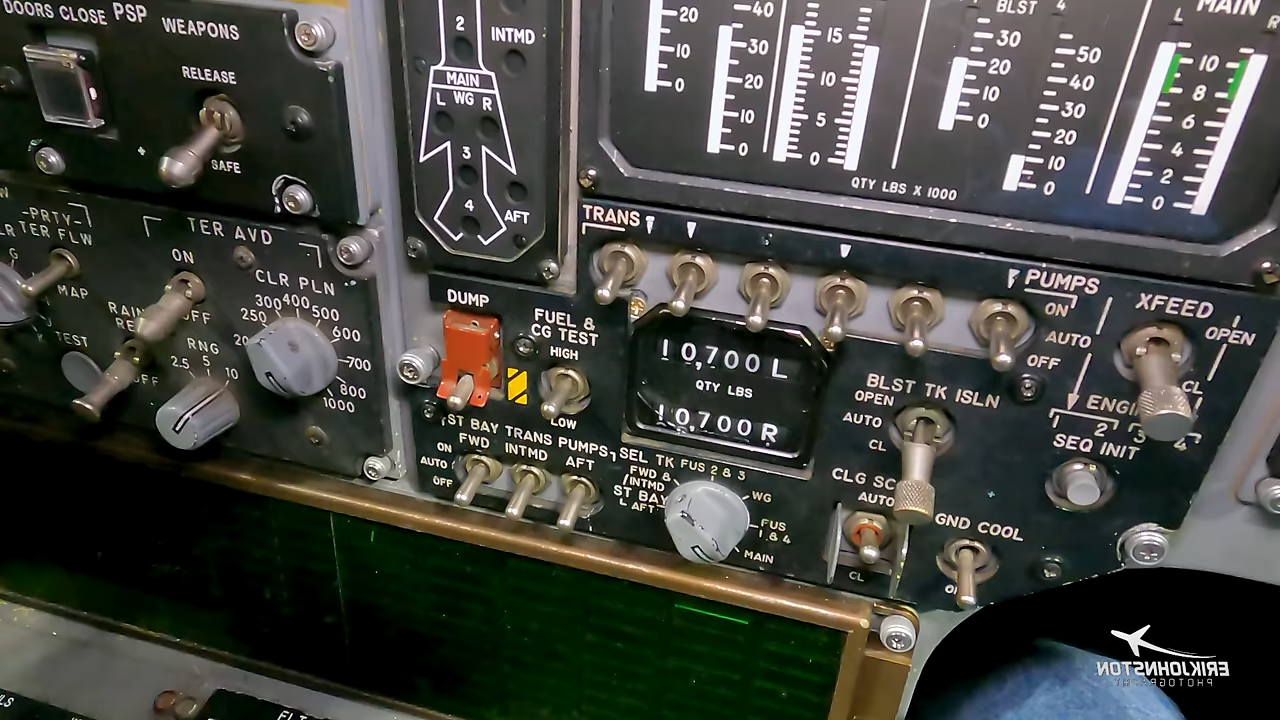 DOORS CLOSE PSP
WEAPONS
RELEASE
SAFE
-PRTY-
TER FLW
G
MAP
TEST
TER AVD
ON
OFF
OFF
RNG
2.5 5 10
CLR PLN
250 300 400 500
600
700
800
1000
2
INTMD
MAIN
L WG R
3
4
AFT
DUMP
FUEL &
CG TEST
HIGH
LOW
20
10
0
40
30
20
10
0
15
10
5
0
BLST 4
30
20
10
0
50
40
30
20
10
0
MAIN
L R
10
8
6
4
2
0
QTY LBS X 1000
TRANS
PUMPS
ON
AUTO
OFF
10,700 L
QTY LBS
10,700 R
ST BAY TRANS PUMPS
FWD INTMD AFT
ON
AUTO
OFF
SEL TK
FUS 2 & 3
FWD &
/INTMD
ST BAY
L AFT
WG
FUS
1 & 4
MAIN
BLST TK ISLN
OPEN
AUTO
CL
CLG
AUTO
CL
GND COOL
XFEED
OPEN
CL
2 3 4
SEQ INIT
ERIKJOHNSTON
PHOTOGRAPHY